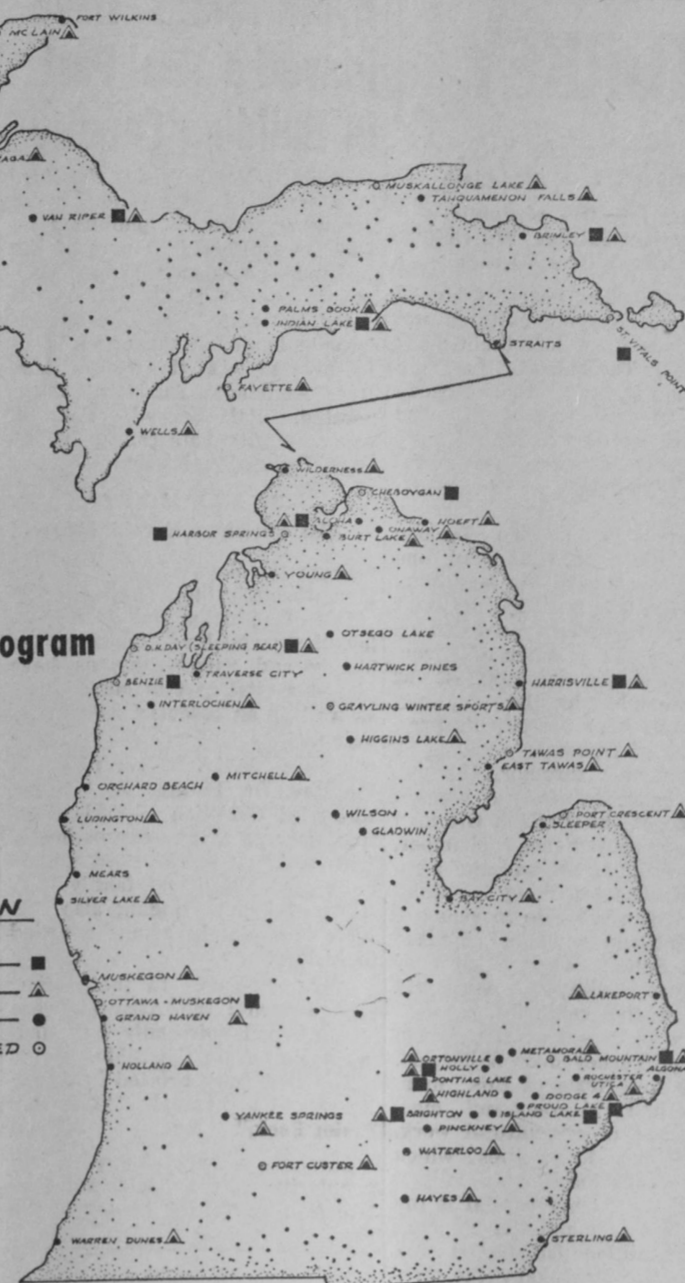 FORT WILKINS
MC LAIN
AGA
MUSKALLONGE LAKE
TAHQUAMENON FALLS
VAN RIPER
BRIMLEY
PALMS BOOK
INDIAN LAKE
STRAITS
ST VITALS POINT
FAYETTE
WELLS
WILDERNESS
CHEBOYGAN
ALOHA
HOEFT
HARBOR SPRINGS
ONAWAY
BURT LAKE
YOUNG
ogram
OTSEGO LAKE
D.H.DAY (SLEEPING BEAR)
HARTWICK PINES
TRAVERSE CITY
BENZIE
HARRISVILLE
INTERLOCHEN
GRAYLING WINTER SPORTS
HIGGINS LAKE
TAWAS POINT
EAST TAWAS
MITCHELL
ORCHARD BEACH
WILSON
PORT CRESCENT
LUDINGTON
SLEEPER
GLADWIN
MEARS
SILVER LAKE
BAY CITY
N
MUSKEGON
LAKEPORT
OTTAWA - MUSKEGON
GRAND HAVEN
ED
METAMORA
ORTONVILLE
BALD MOUNTAIN
HOLLAND
HOLLY
ALGONA
PONTIAC LAKE
ROCHESTER
UTICA
HIGHLAND
DODGE 4
PROUD LAKE
YANKEE SPRINGS
BRIGHTON
ISLAND LAKE
PINCKNEY
WATERLOO
FORT CUSTER
HAYES
WARREN DUNES
STERLING